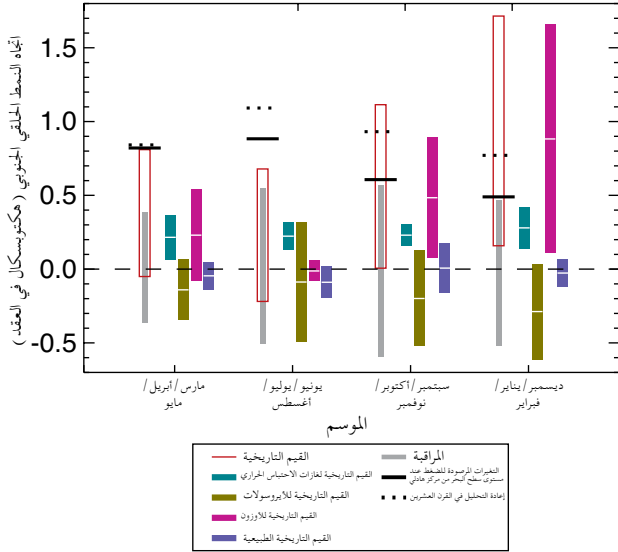 اتجاه النمط الحلقي الجنوبي (هكتوبسكال في العقد)
1.5
1.0
0.5
0.0
-0.5
مارس/أبريل/
مايو
يونيو/يوليو/
أغسطس
سبتمبر/أكتوبر/
نوفمبر
ديسمبر/يناير/
فبراير
الموسم
القيم التاريخية
القيم التاريخية لغازات الاحتباس الحراري
القيم التاريخية للأيروسولات
القيم التاريخية للأوزون
القيم التاريخية الطبيعية
المراقبة
التغيرات المرصودة للضغط عند
مستوى سطح البحر من مركز هادلي
إعادة التحليل في القرن العشرين